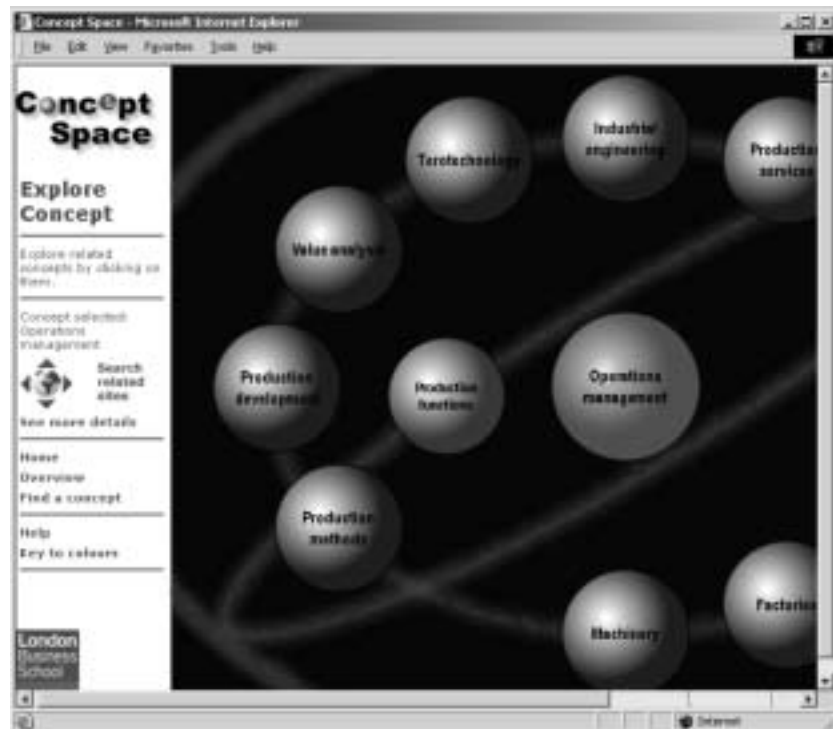 Concept Space - Microsoft Internet Explorer
File Edit View Favorites Tools Help
Concept
Space
Explore
Concept
Explore related
concepts by clicking on
them.
Concept selected:
Operations
management
Search
related
sites
See more details
Home
Overview
Find a concept
Help
Key to colours
London
Business
School
Terotechnology
Industrial
engineering
Production
services
Value analysis
Production
development
Production
functions
Operations
management
Production
methods
Machinery
Factories
Internet